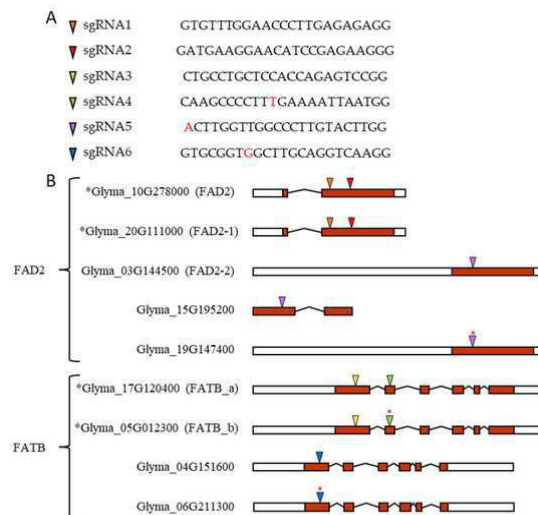 A
sgRNA1 GTGTTTGGAACCCTTGAGAGAGG
sgRNA2 GATGAAGGAACATCCGAGAAGGG
sgRNA3 CTGCCTGCTCCACCAGAGTCCGG
sgRNA4 CAAGCCCCTTTGAAAATTAATGG
sgRNA5 ACTTGGTTGGCCCTTGTACTTGG
sgRNA6 GTGCGGTGGCTTGCAGGTCAAGG
B
*Glyma_10G278000 (FAD2)
*Glyma_20G111000 (FAD2-1)
FAD2
Glyma_03G144500 (FAD2-2)
Glyma_15G195200
Glyma_19G147400
*
*Glyma_17G120400 (FATB_a)
*Glyma_05G012300 (FATB_b)
*
FATB
Glyma_04G151600
Glyma_06G211300
*